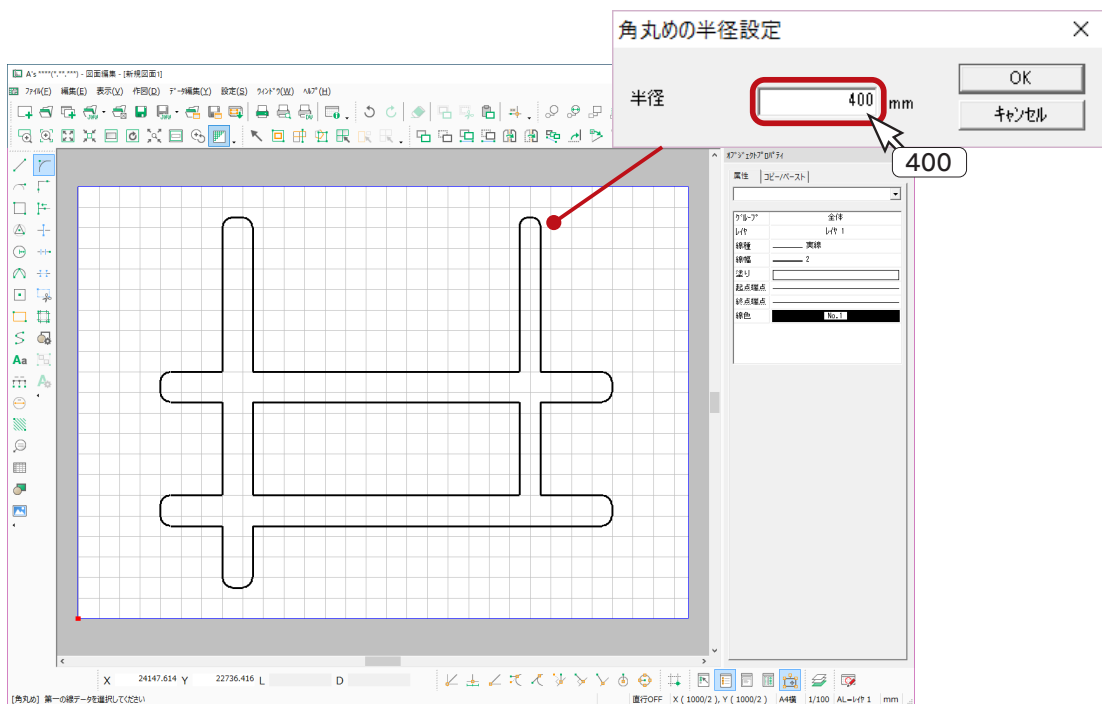 角丸めの半径設定
OK
半径
400 mm
キャンセル
400
A's ****(*.**.***) - 図面編集 - [新規図面1]
ファイル(F) 編集(E) 表示(V) 作図(D) データ編集(Y) 設定(S) ウィンドウ(W) ヘルプ(H)
オブジェクトプロパティ
属性 コピー/ペースト
グループ 全体
レイヤ レイヤ 1
線種 実線
線幅 2
塗り
起点端点
終点端点
線色 No.1
Aa
X 24147.614 Y 22736.416 L D
[角丸め] 第一の線データを選択してください
直行OFF X ( 1000/2 ), Y ( 1000/2 ) A4横 1/100 AL=レイヤ 1 mm